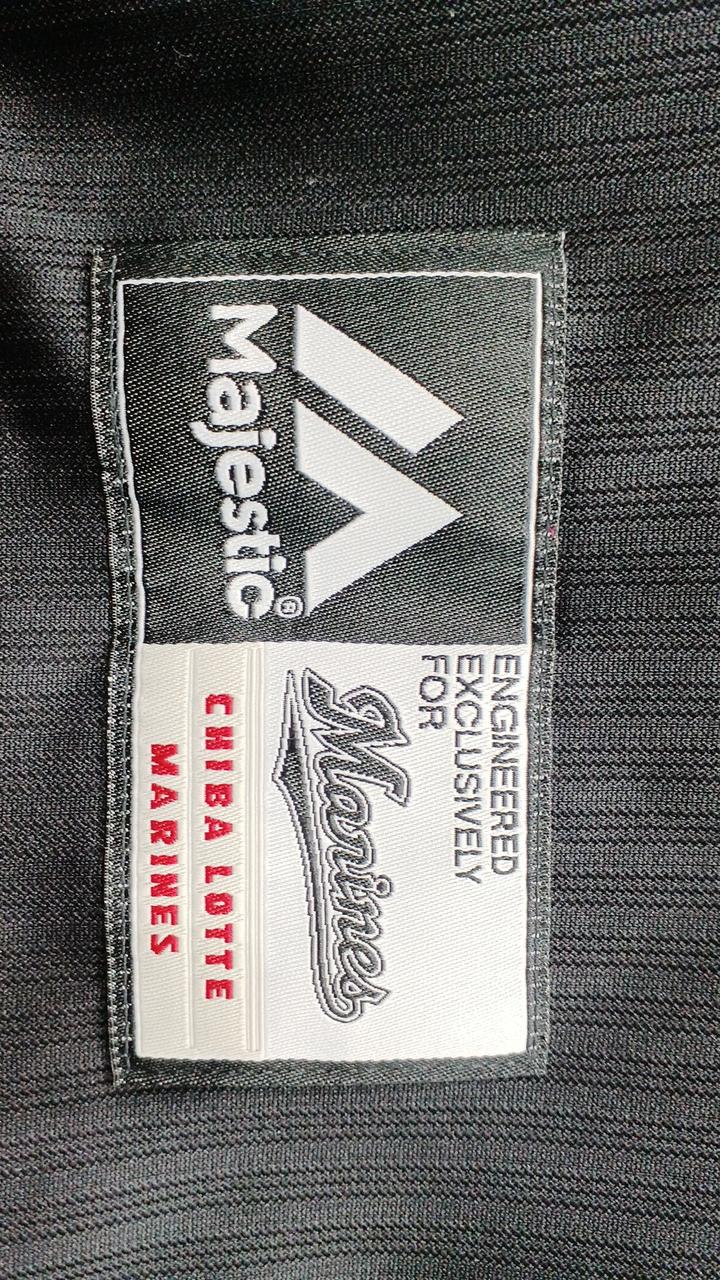 Majestic®
ENGINEERED
EXCLUSIVELY
FOR
Marines
CHIBA LOTTE
MARINES